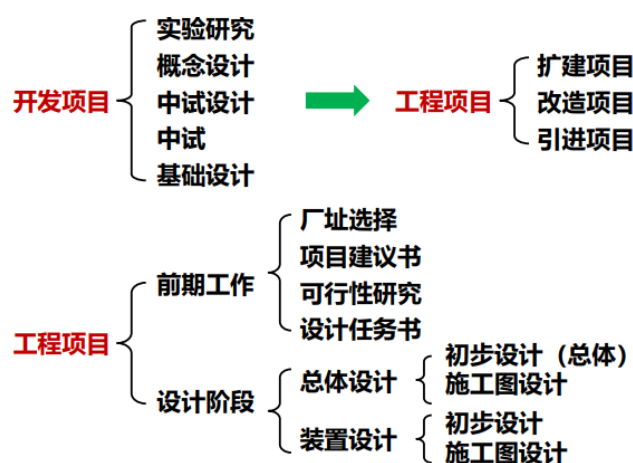 开发项目
实验研究
概念设计
中试设计
中试
基础设计
工程项目
扩建项目
改造项目
引进项目
工程项目
前期工作
厂址选择
项目建议书
可行性研究
设计任务书
设计阶段
总体设计
初步设计（总体）
施工图设计
装置设计
初步设计
施工图设计